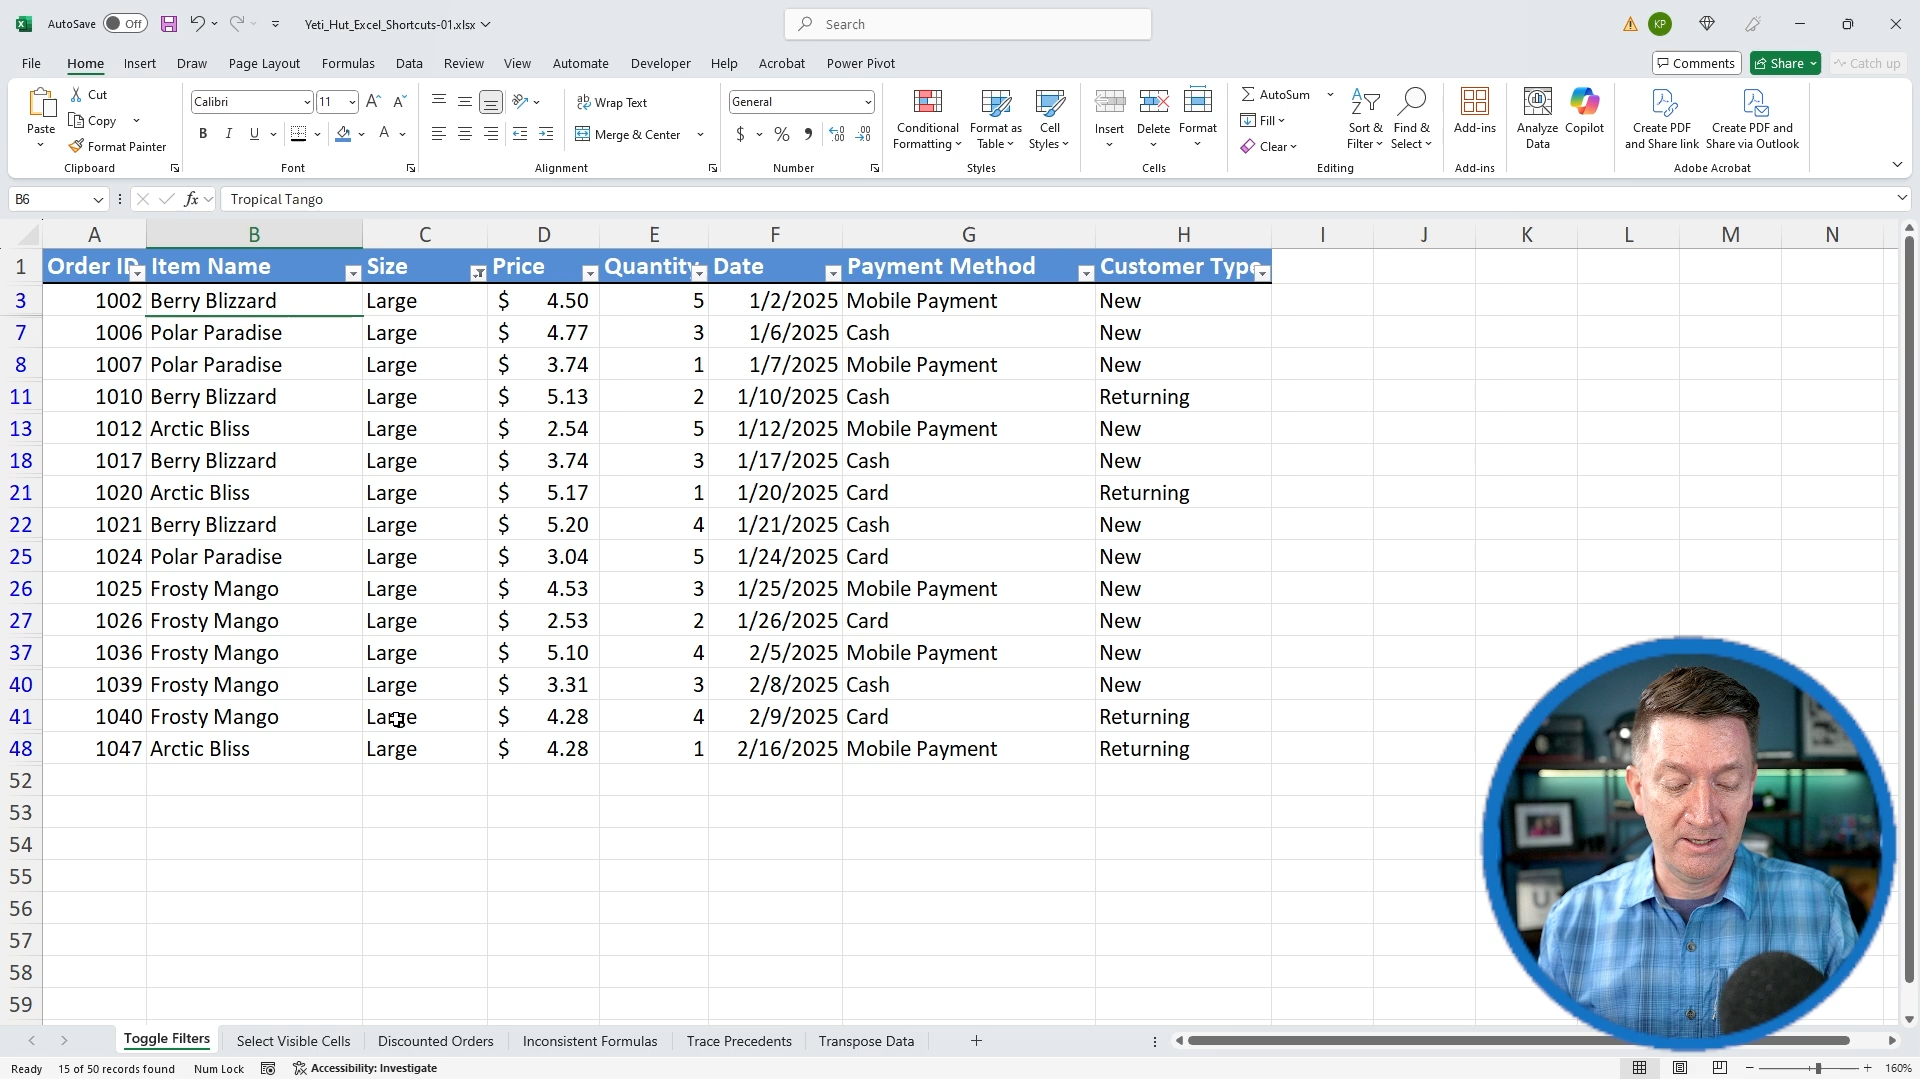 AutoSave Off Yeti_Hut_Excel_Shortcuts-01.xlsx Search KP
File Home Insert Draw Page Layout Formulas Data Review View Automate Developer Help Acrobat Power Pivot Comments Share Catch up
Paste Cut Copy Format Painter Clipboard
Calibri 11 B I U A Font
Wrap Text Merge & Center Alignment
General $ % Number
Conditional Formatting Format as Table Cell Styles Styles
Insert Delete Format Cells
AutoSum Fill Clear Sort & Filter Find & Select Editing
Add-ins Add-ins
Analyze Data Copilot
Create PDF and Share link Create PDF and Share via Outlook Adobe Acrobat
B6 fx Tropical Tango
A B C D E F G H I J K L M N
1 Order ID Item Name Size Price Quantity Date Payment Method Customer Type
3 1002 Berry Blizzard Large $ 4.50 5 1/2/2025 Mobile Payment New
7 1006 Polar Paradise Large $ 4.77 3 1/6/2025 Cash New
8 1007 Polar Paradise Large $ 3.74 1 1/7/2025 Mobile Payment New
11 1010 Berry Blizzard Large $ 5.13 2 1/10/2025 Cash Returning
13 1012 Arctic Bliss Large $ 2.54 5 1/12/2025 Mobile Payment New
18 1017 Berry Blizzard Large $ 3.74 3 1/17/2025 Cash New
21 1020 Arctic Bliss Large $ 5.17 1 1/20/2025 Card Returning
22 1021 Berry Blizzard Large $ 5.20 4 1/21/2025 Cash New
25 1024 Polar Paradise Large $ 3.04 5 1/24/2025 Card New
26 1025 Frosty Mango Large $ 4.53 3 1/25/2025 Mobile Payment New
27 1026 Frosty Mango Large $ 2.53 2 1/26/2025 Card New
37 1036 Frosty Mango Large $ 5.10 4 2/5/2025 Mobile Payment New
40 1039 Frosty Mango Large $ 3.31 3 2/8/2025 Cash New
41 1040 Frosty Mango Large $ 4.28 4 2/9/2025 Card Returning
48 1047 Arctic Bliss Large $ 4.28 1 2/16/2025 Mobile Payment Returning
52
53
54
55
56
57
58
59
Toggle Filters Select Visible Cells Discounted Orders Inconsistent Formulas Trace Precedents Transpose Data
Ready 15 of 50 records found Num Lock Accessibility: Investigate 160%